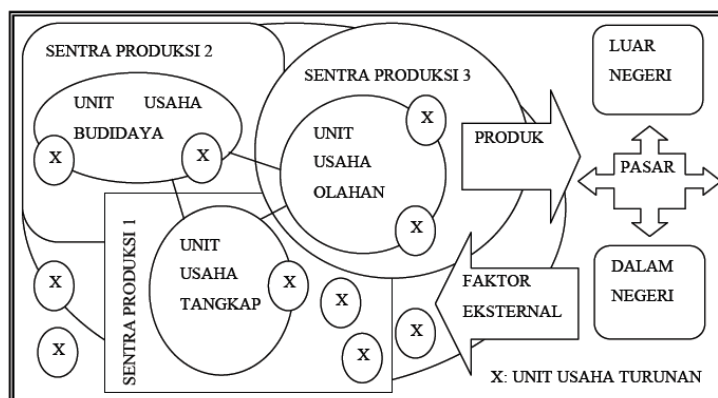 SENTRA PRODUKSI 2
UNIT USAHA
BUDIDAYA
X
X
SENTRA PRODUKSI 3
UNIT
USAHA
OLAHAN
X
X
SENTRA PRODUKSI 1
UNIT
USAHA
TANGKAP
X
X
X
X
X
X
PRODUK
FAKTOR
EKSTERNAL
LUAR
NEGERI
PASAR
DALAM
NEGERI
X: UNIT USAHA TURUNAN